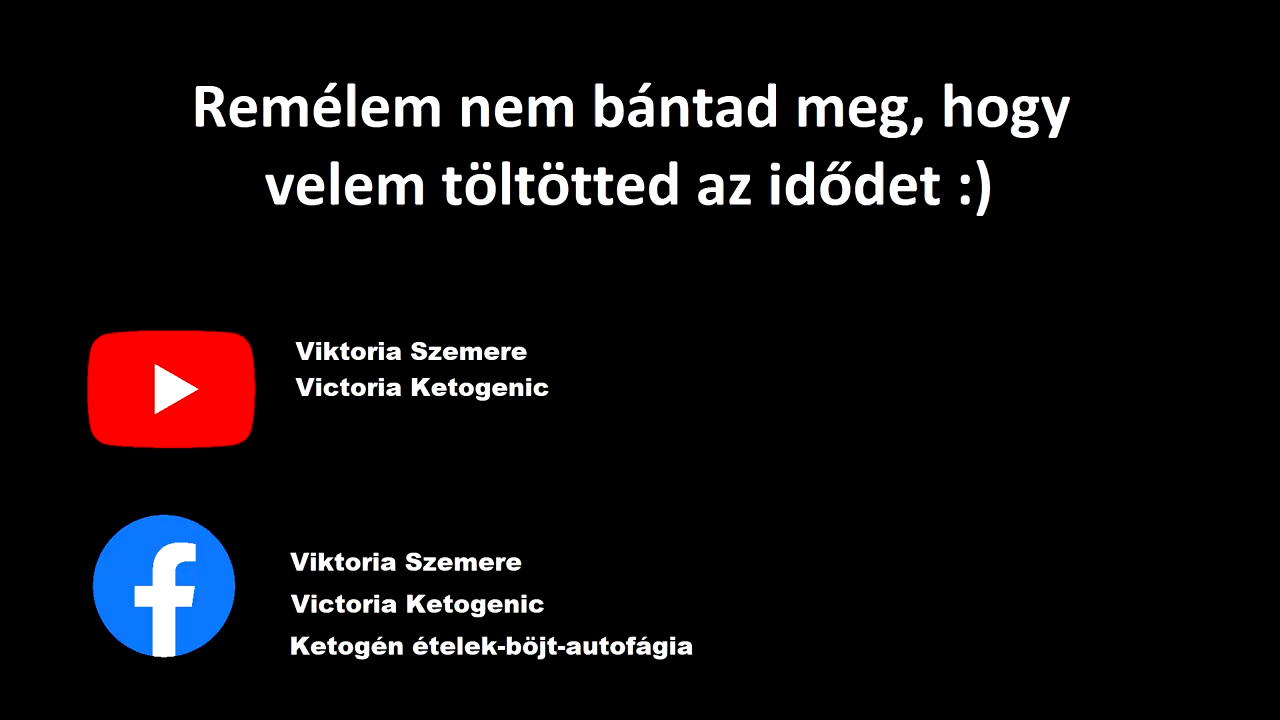 Remélem nem bántad meg, hogy
velem töltötted az idődet :)
Viktoria Szemere
Victoria Ketogenic
Viktoria Szemere
Victoria Ketogenic
Ketogén ételek-böjt-autofágia